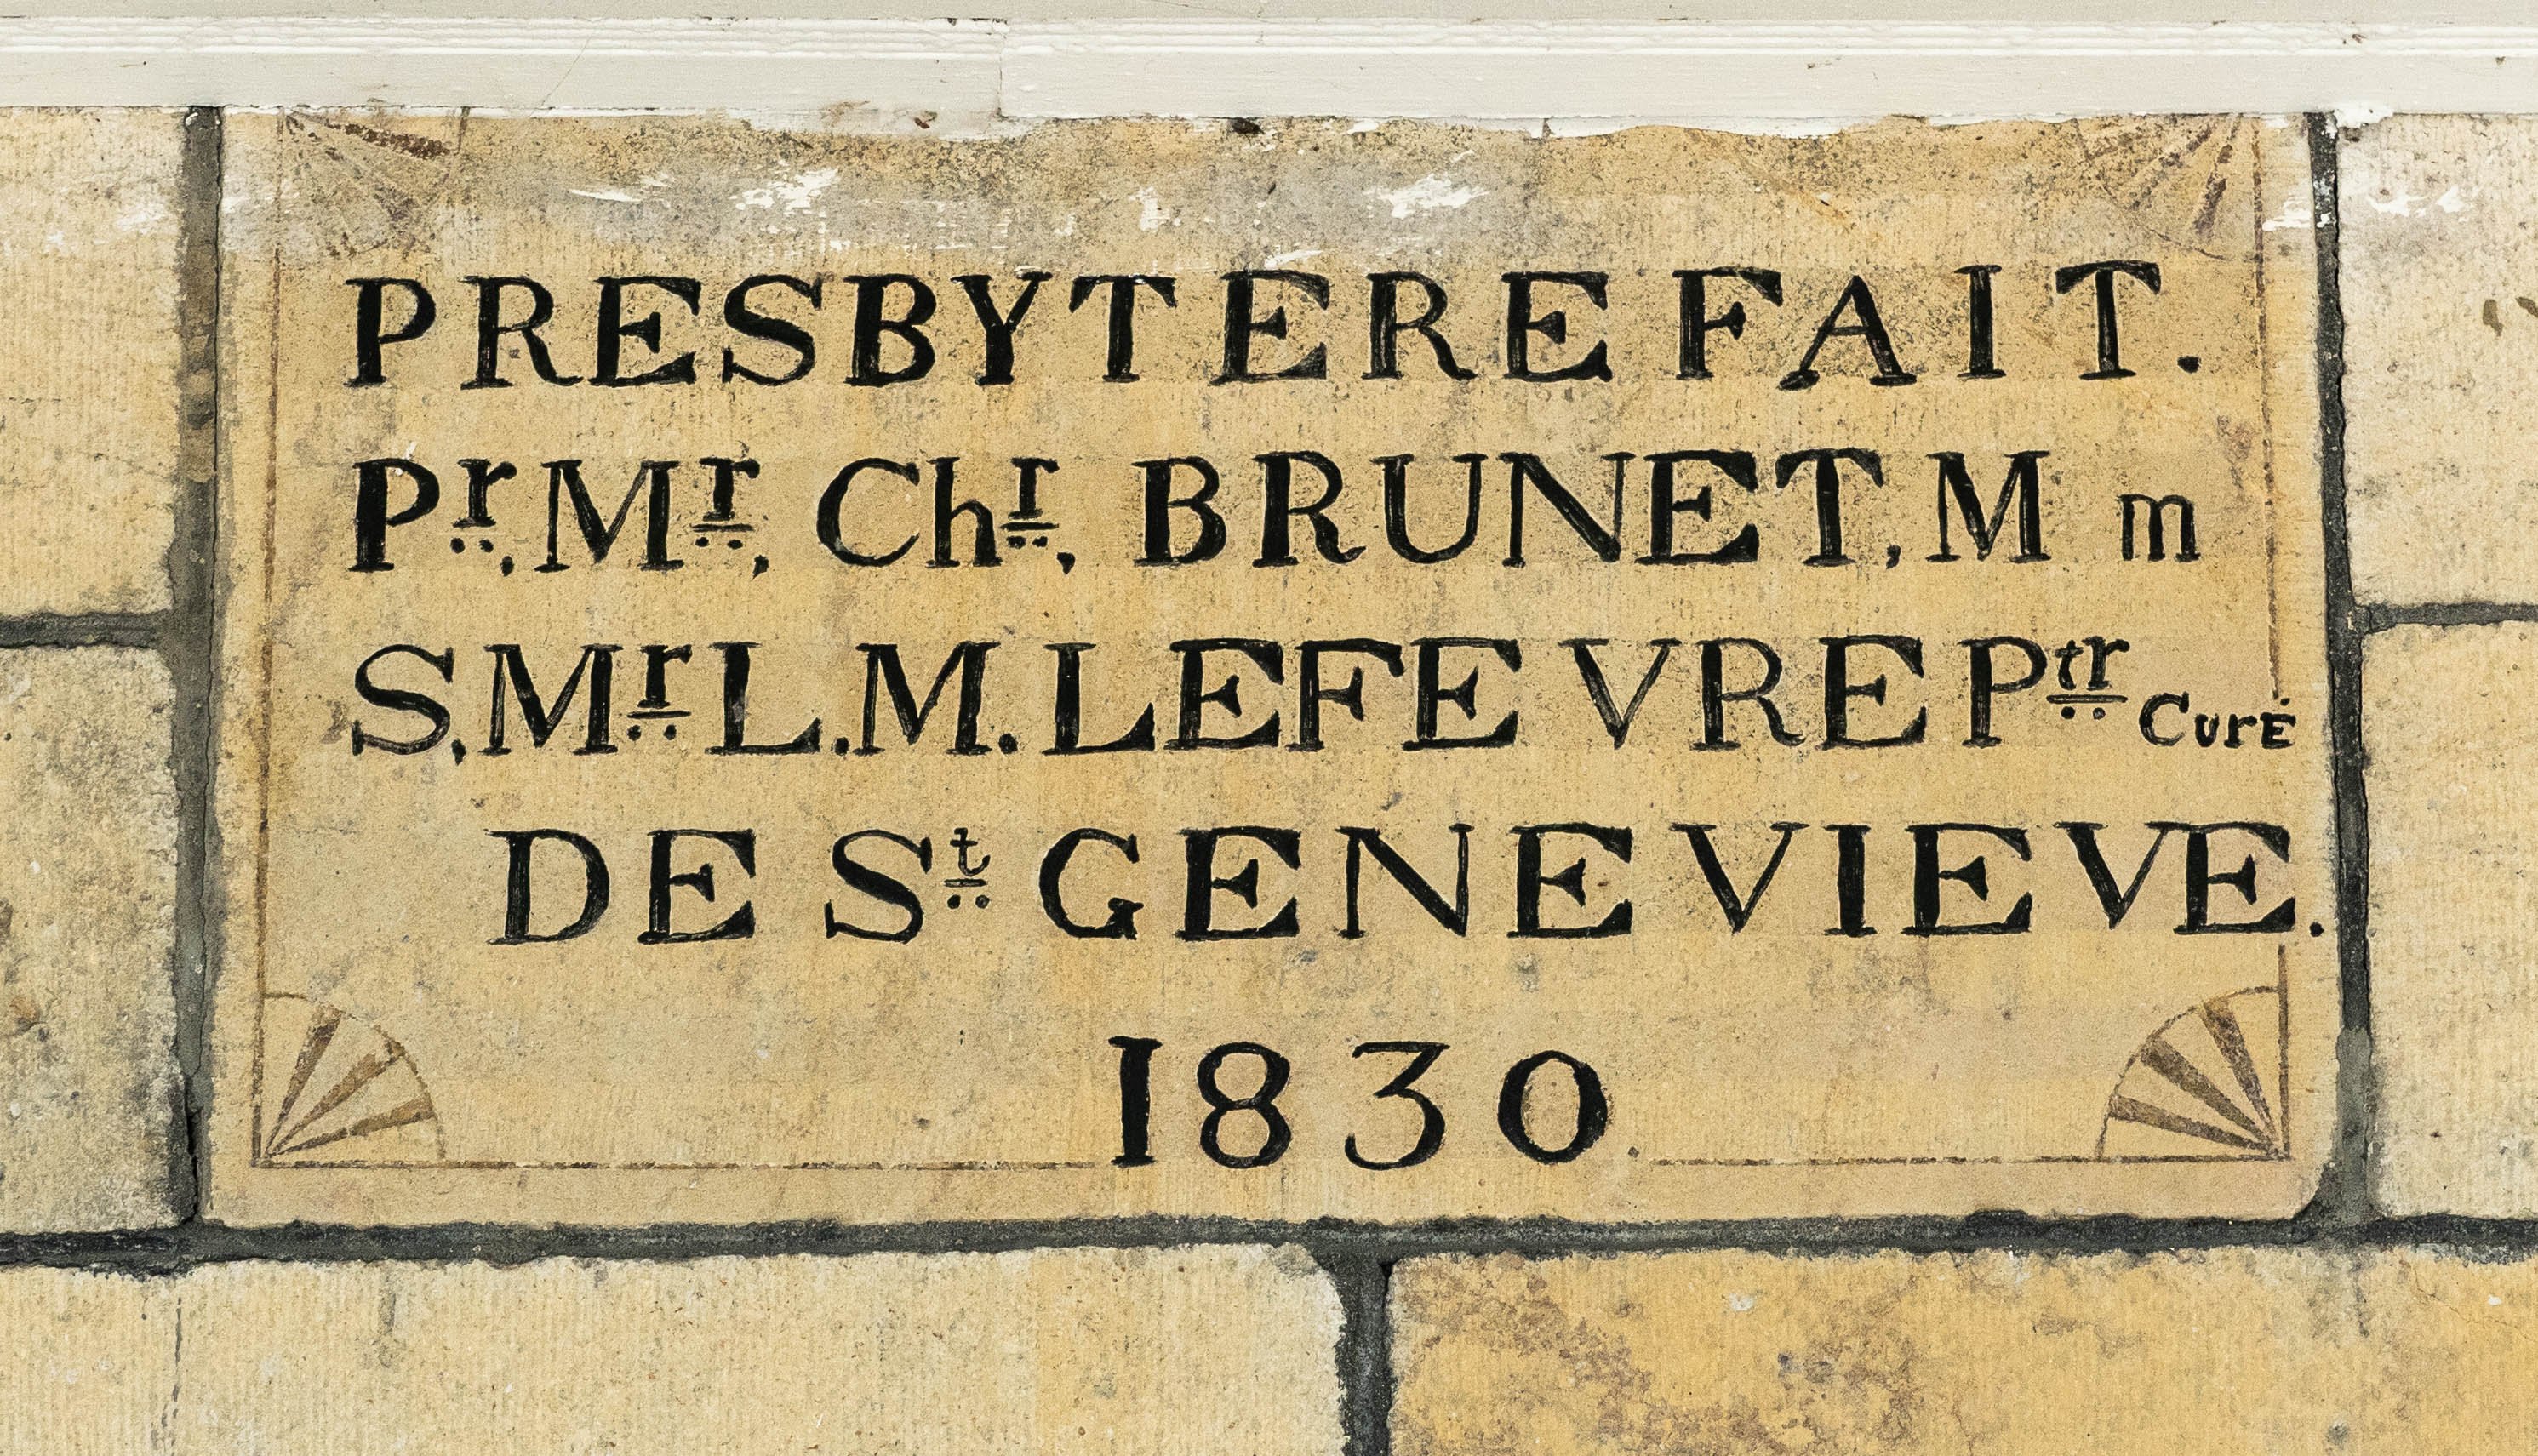 PRESBYTERE FAIT.
Pr, Mr, Chr, BRUNET, M m
S, Mr L. M. LEFEVRE Ptr Curé
DE St GENEVIEVE.
1830